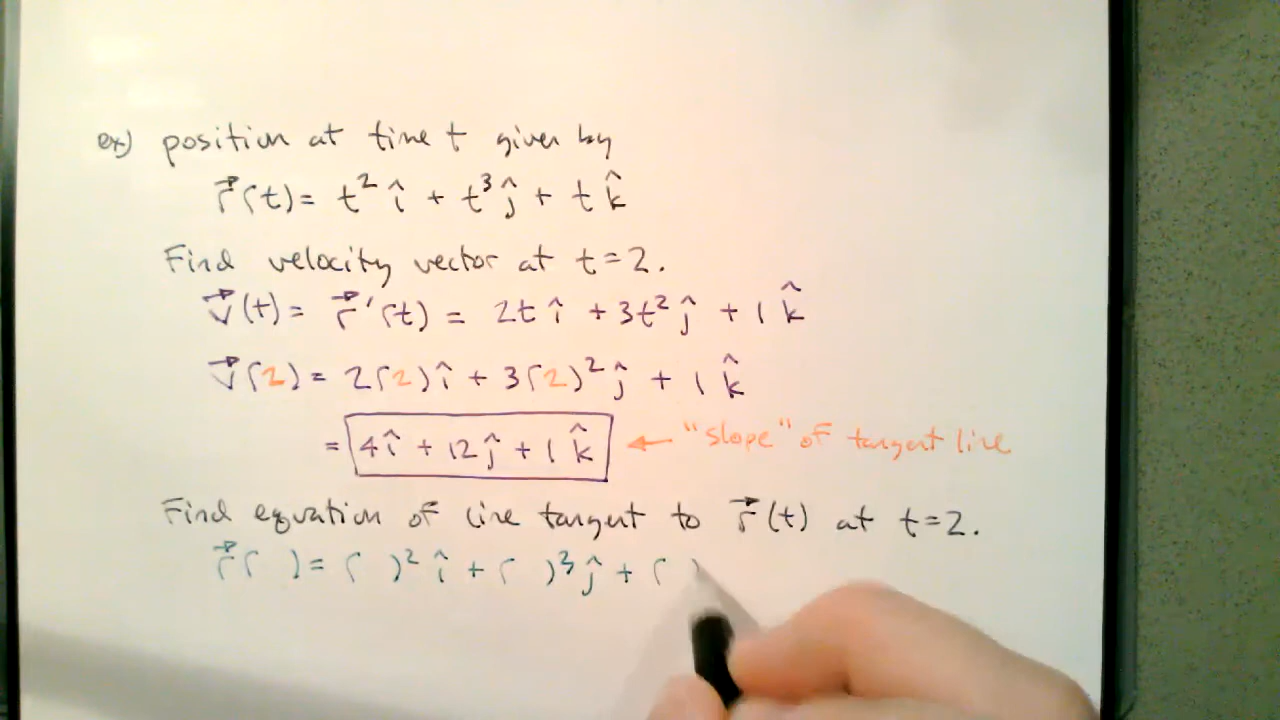 ex) position at time t given by
r⃗(t) = t² î + t³ ĵ + t k̂
Find velocity vector at t=2.
v⃗(t) = r⃗'(t) = 2t î + 3t² ĵ + 1 k̂
v⃗(2) = 2(2) î + 3(2)² ĵ + 1 k̂
= 4 î + 12 ĵ + 1 k̂ ← "slope" of tangent line
Find equation of line tangent to r⃗(t) at t=2.
r⃗( ) = ( )² î + ( )³ ĵ + ( )